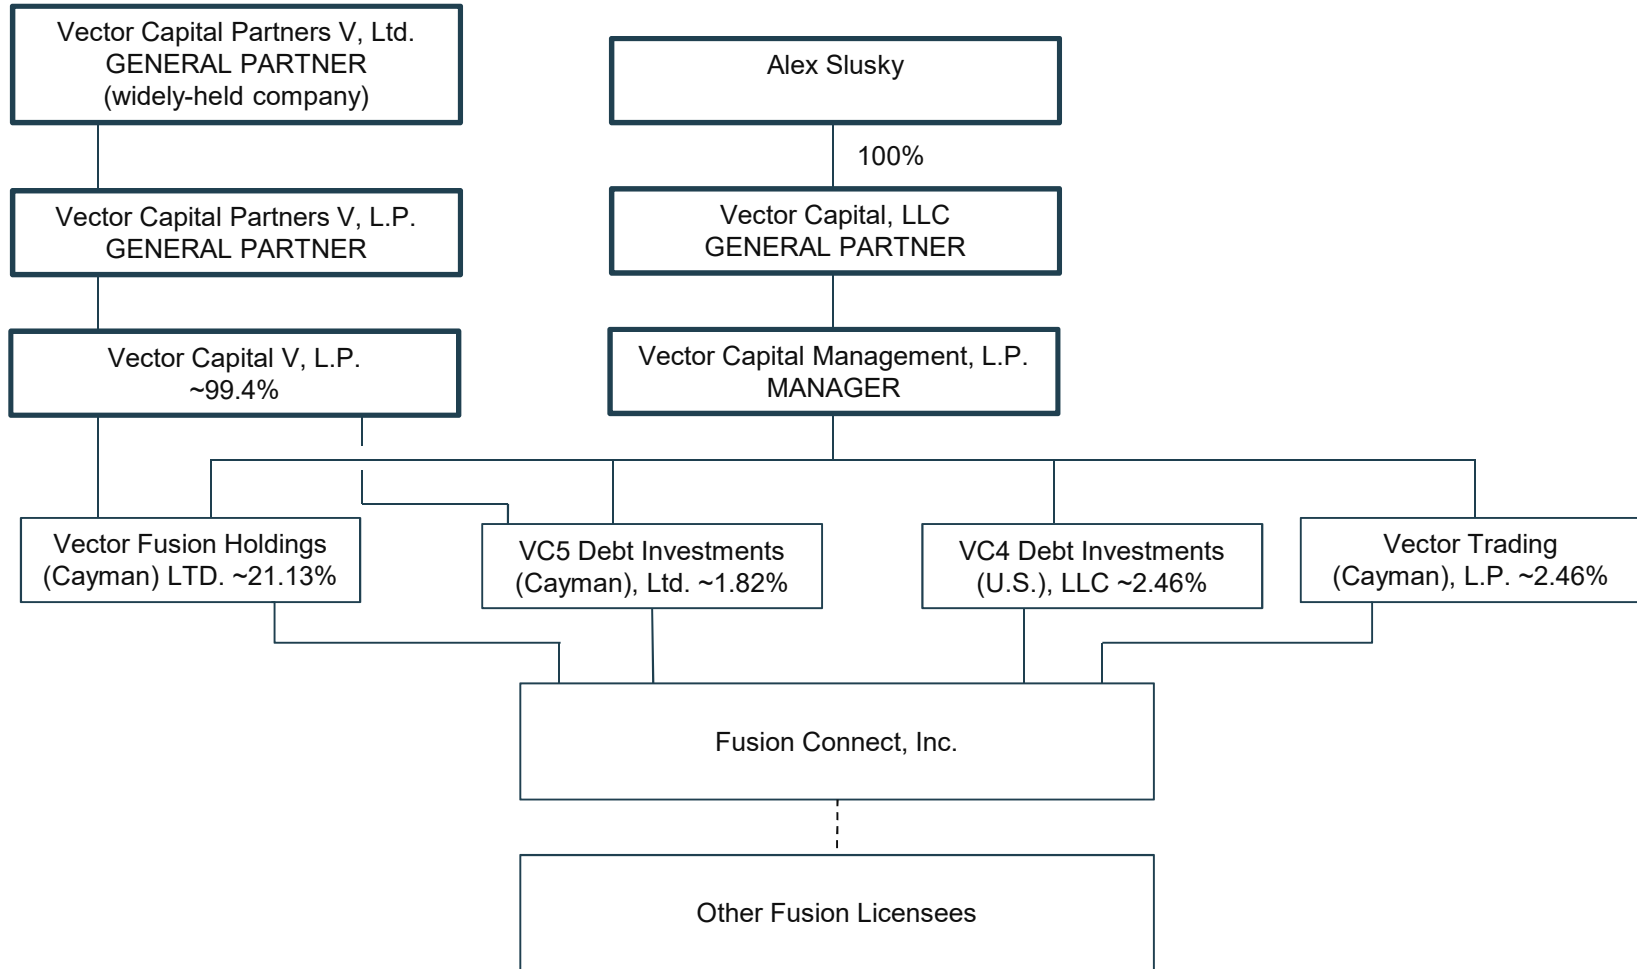 Vector Capital Partners V, Ltd.
GENERAL PARTNER
(widely-held company)
Alex Slusky
100%
Vector Capital Partners V, L.P.
GENERAL PARTNER
Vector Capital, LLC
GENERAL PARTNER
Vector Capital V, L.P.
~99.4%
Vector Capital Management, L.P.
MANAGER
Vector Fusion Holdings
(Cayman) LTD. ~21.13%
VC5 Debt Investments
(Cayman), Ltd. ~1.82%
VC4 Debt Investments
(U.S.), LLC ~2.46%
Vector Trading
(Cayman), L.P. ~2.46%
Fusion Connect, Inc.
Other Fusion Licensees